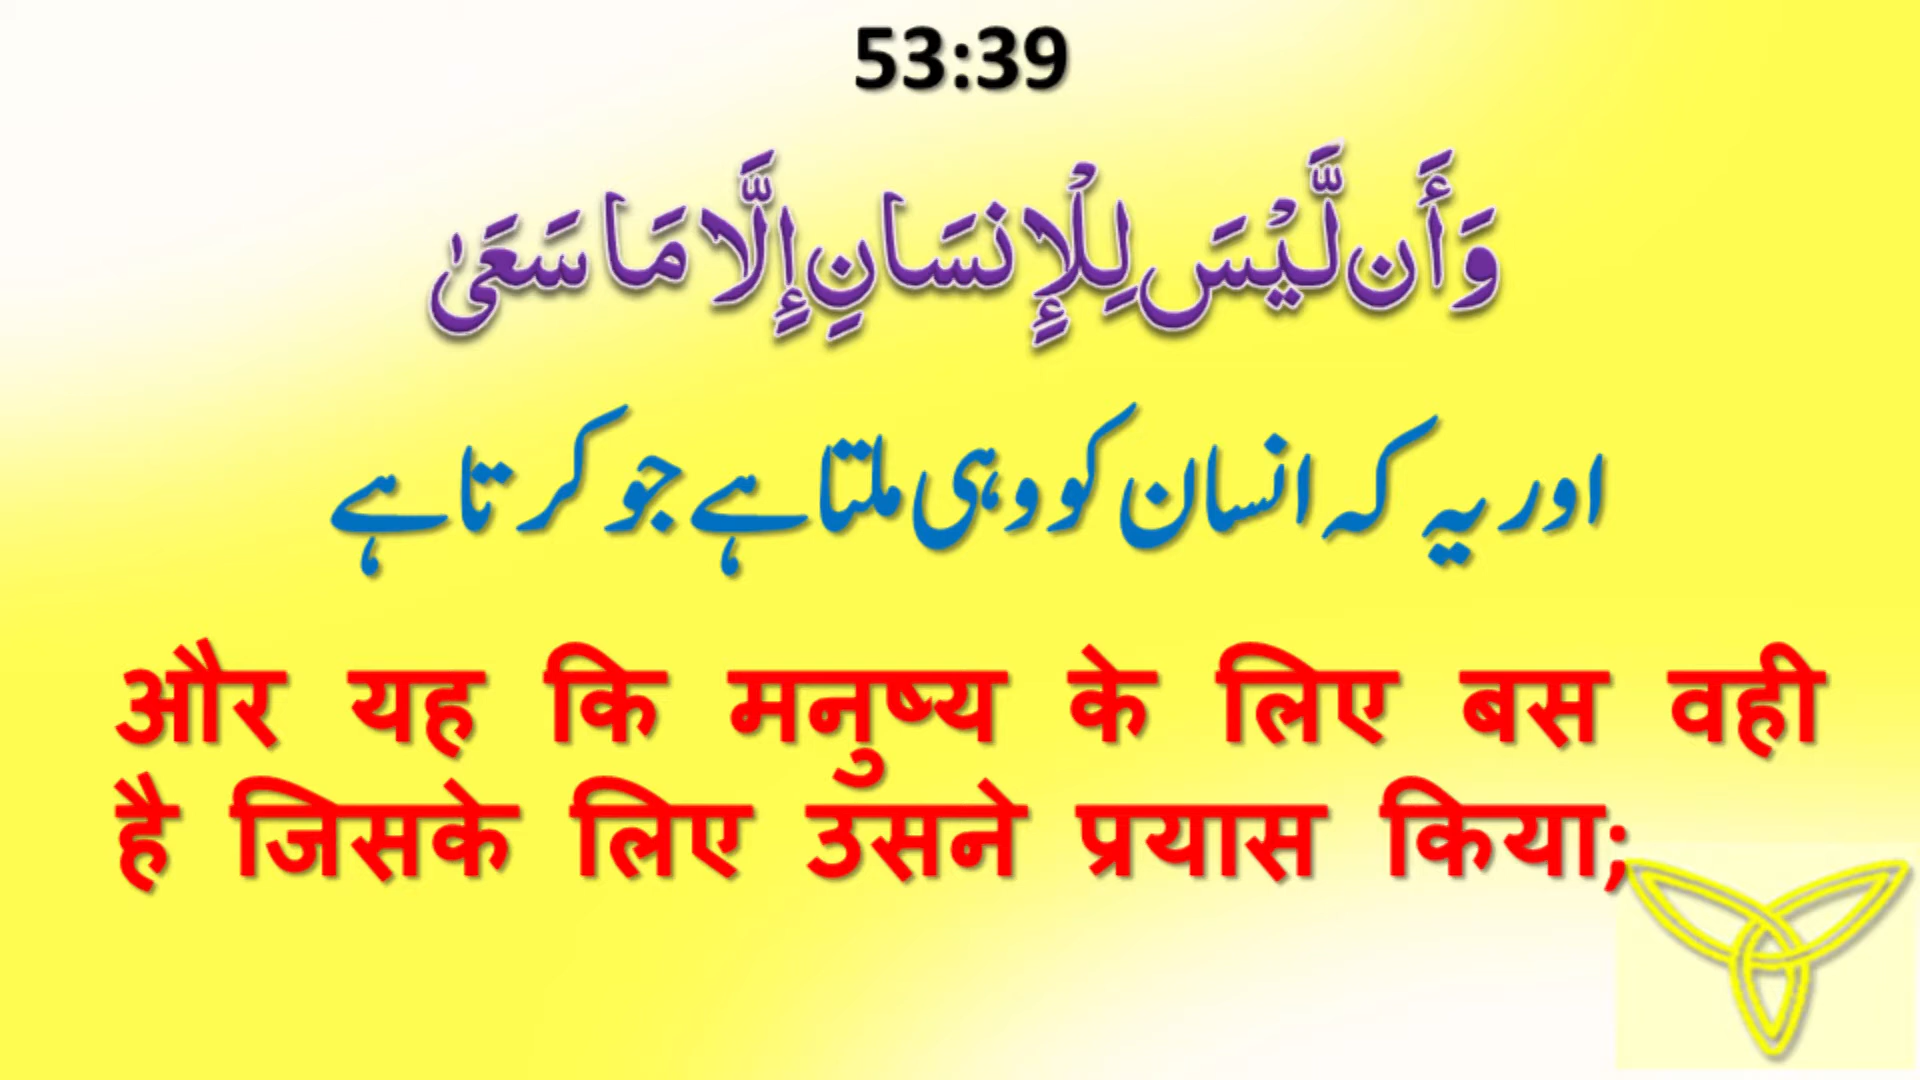 53:39
وَأَن لَّيْسَ لِلْإِنسَانِ إِلَّا مَا سَعَىٰ
اور یہ کہ انسان کو وہی ملتا ہے جو کرتا ہے
और यह कि मनुष्य के लिए बस वही
है जिसके लिए उसने प्रयास किया;